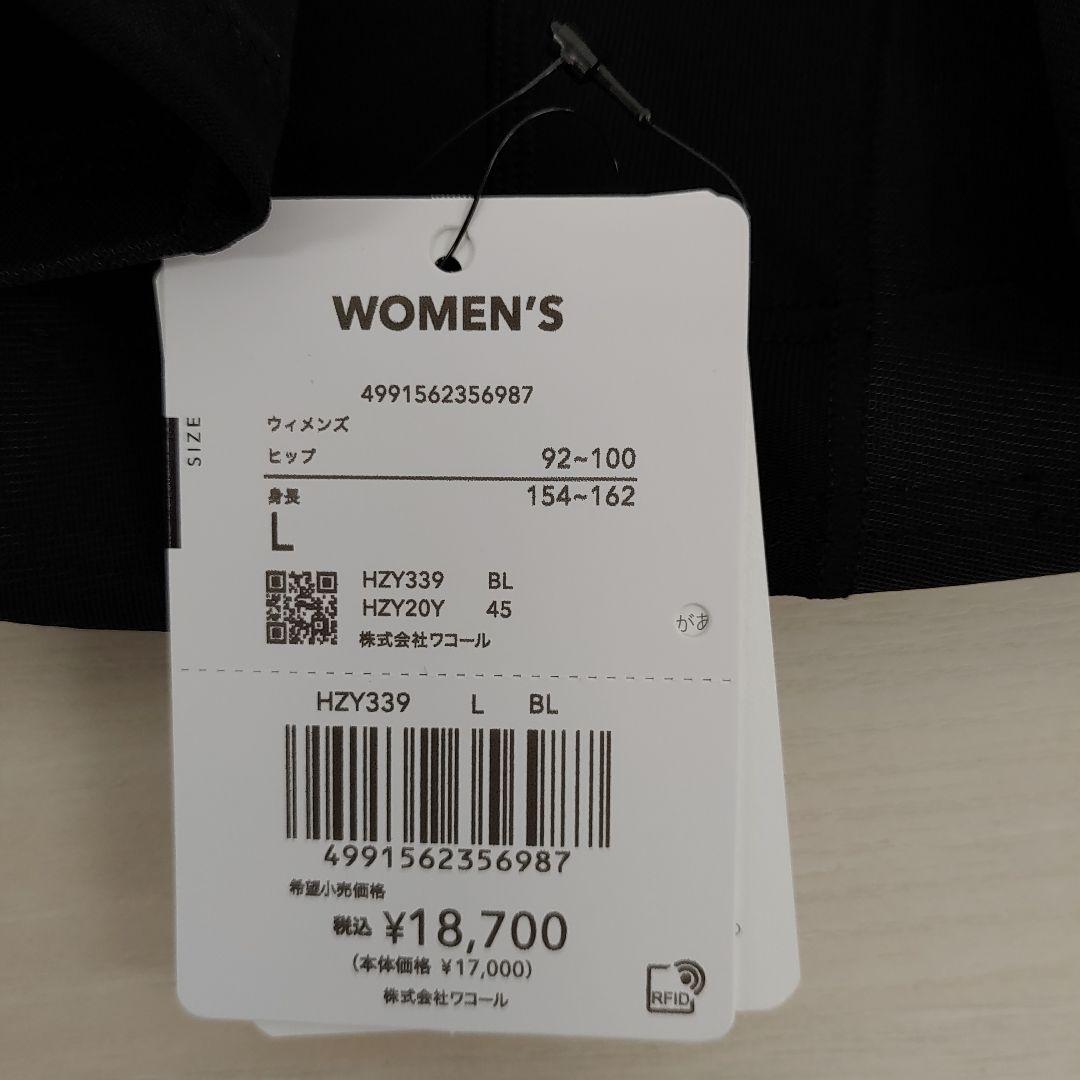 WOMEN'S
4991562356987
SIZE
ウィメンズ
ヒップ 92~100
身長 154~162
L
HZY339 BL
HZY20Y 45
株式会社ワコール
があ
HZY339 L BL
4991562356987
希望小売価格
税込 ¥18,700
(本体価格 ¥17,000)
株式会社ワコール
RFID